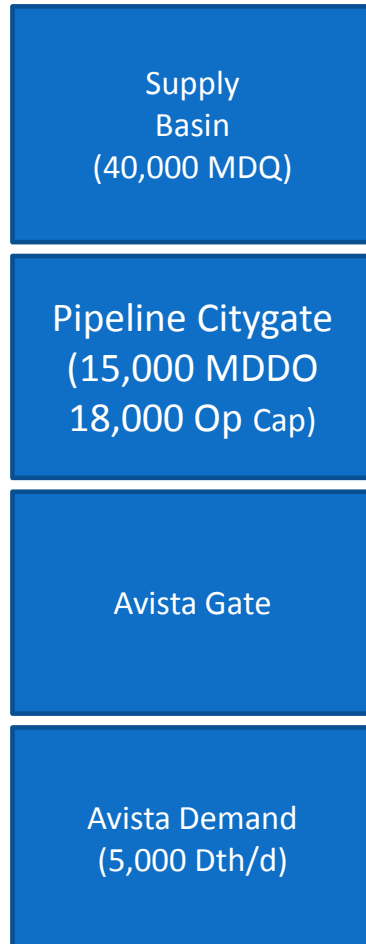 Supply
Basin
(40,000 MDQ)
Pipeline Citygate
(15,000 MDDO
18,000 Op Cap)
Avista Gate
Avista Demand
(5,000 Dth/d)